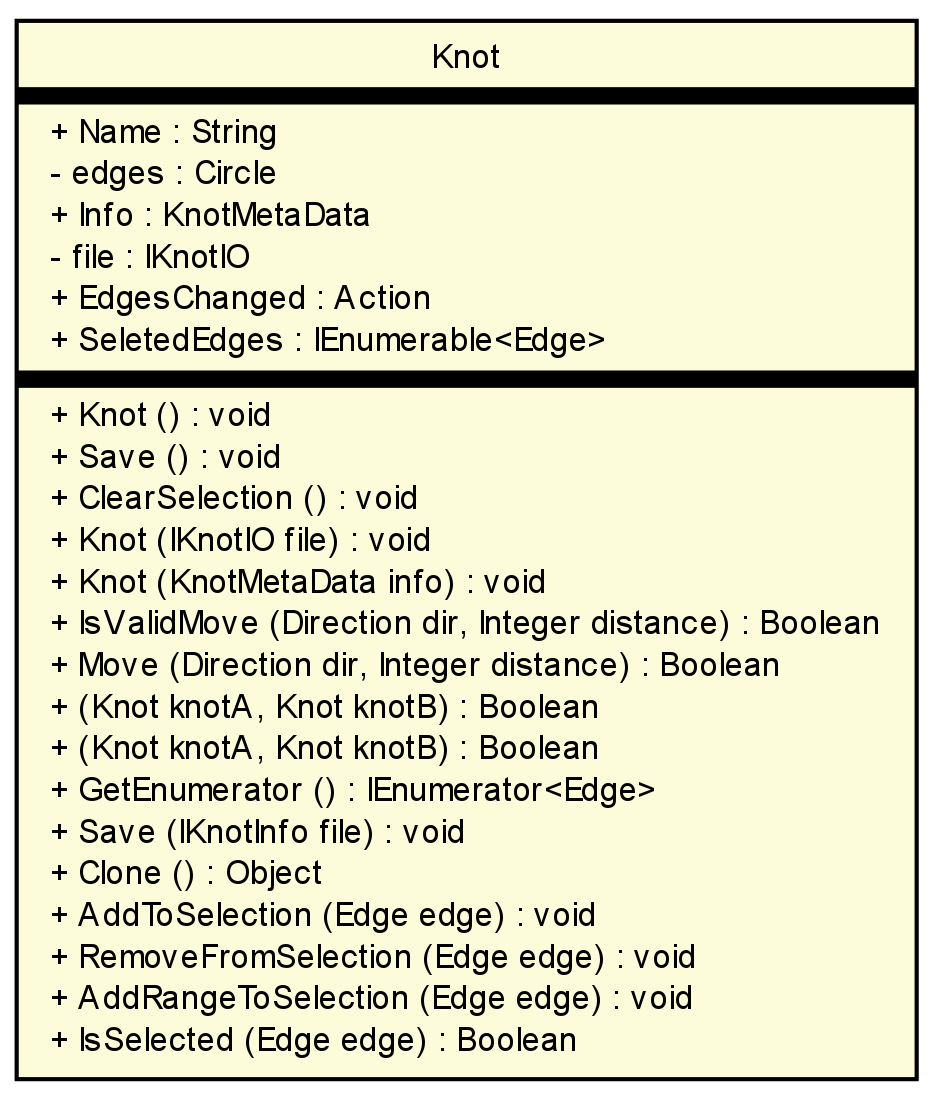 Knot
+ Name : String
- edges : Circle
+ Info : KnotMetaData
- file : IKnotIO
+ EdgesChanged : Action
+ SeletedEdges : IEnumerable<Edge>
+ Knot () : void
+ Save () : void
+ ClearSelection () : void
+ Knot (IKnotIO file) : void
+ Knot (KnotMetaData info) : void
+ IsValidMove (Direction dir, Integer distance) : Boolean
+ Move (Direction dir, Integer distance) : Boolean
+ (Knot knotA, Knot knotB) : Boolean
+ (Knot knotA, Knot knotB) : Boolean
+ GetEnumerator () : IEnumerator<Edge>
+ Save (IKnotInfo file) : void
+ Clone () : Object
+ AddToSelection (Edge edge) : void
+ RemoveFromSelection (Edge edge) : void
+ AddRangeToSelection (Edge edge) : void
+ IsSelected (Edge edge) : Boolean